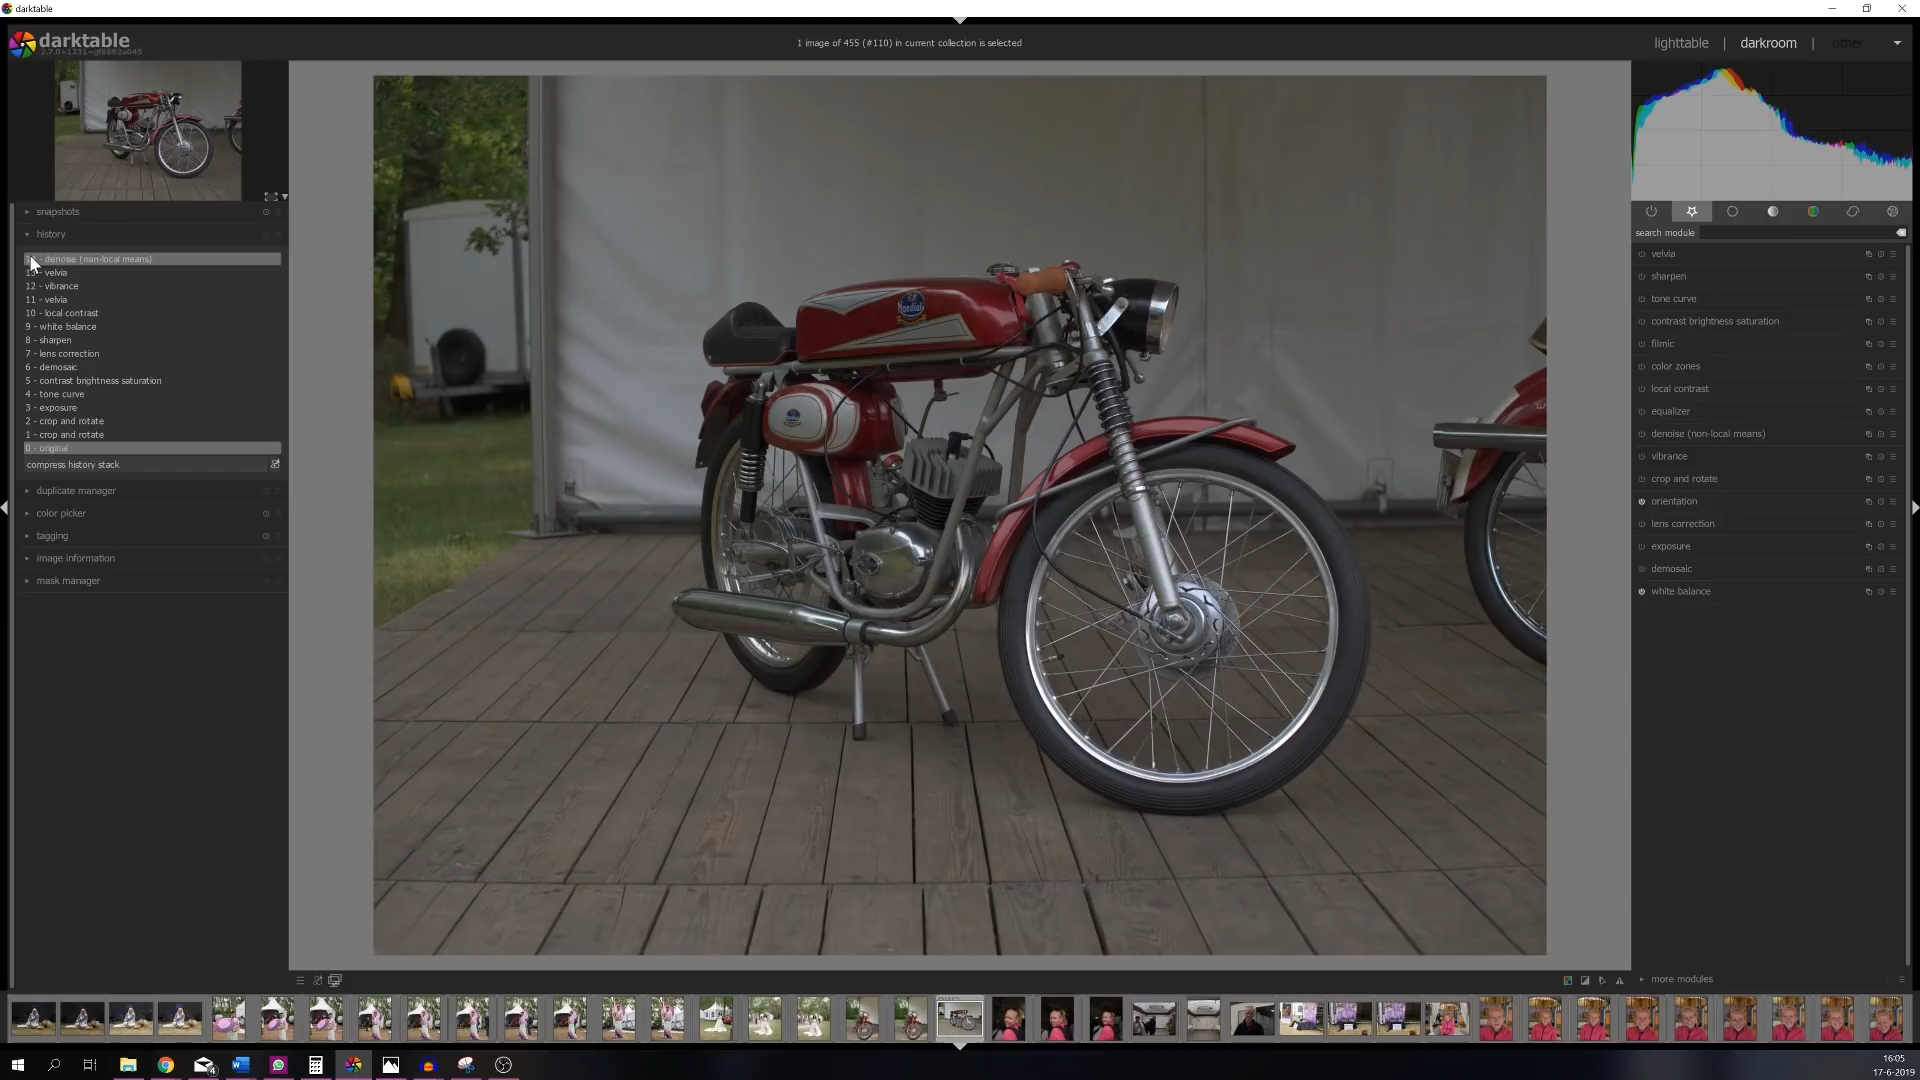 darktable
darktable
1 image of 455 (#110) in current collection is selected
lighttable | darkroom | other
snapshots
history
denoise (non-local means)
13 - velvia
12 - vibrance
11 - velvia
10 - local contrast
9 - white balance
8 - sharpen
7 - lens correction
6 - demosaic
5 - contrast brightness saturation
4 - tone curve
3 - exposure
2 - crop and rotate
1 - crop and rotate
0 - original
compress history stack
duplicate manager
color picker
tagging
image information
mask manager
search module
velvia
sharpen
tone curve
contrast brightness saturation
filmic
color zones
local contrast
equalizer
denoise (non-local means)
vibrance
crop and rotate
orientation
lens correction
exposure
demosaic
white balance
more modules
Mondial
4
16:05
17-6-2019